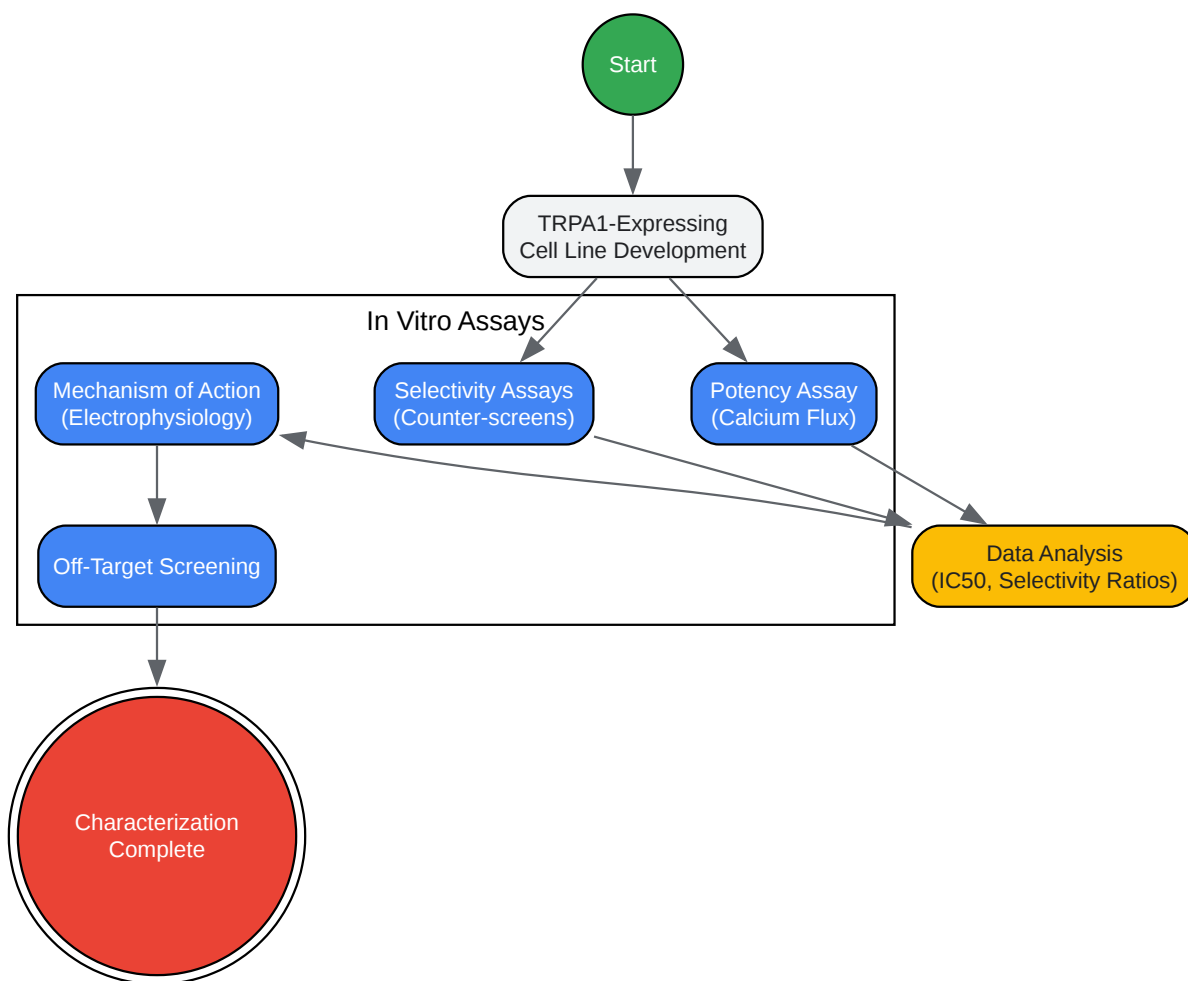 Start
TRPA1-Expressing
Cell Line Development
In Vitro Assays
Mechanism of Action
(Electrophysiology)
Selectivity Assays
(Counter-screens)
Potency Assay
(Calcium Flux)
Off-Target Screening
Data Analysis
(IC50, Selectivity Ratios)
Characterization
Complete